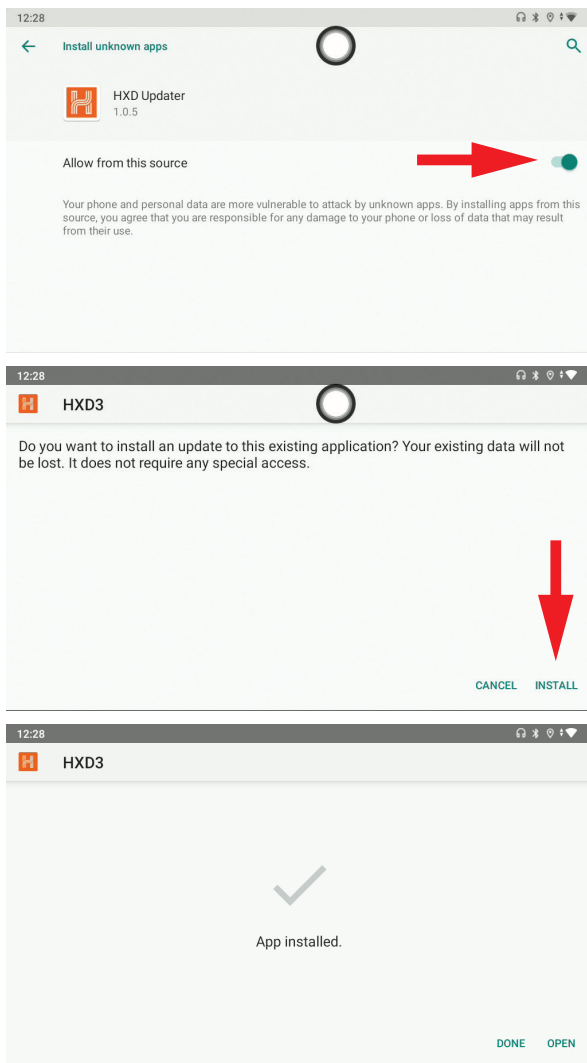 12:28
Install unknown apps
HXD Updater
1.0.5
Allow from this source
Your phone and personal data are more vulnerable to attack by unknown apps. By installing apps from this
source, you agree that you are responsible for any damage to your phone or loss of data that may result
from their use.
12:28
HXD3
Do you want to install an update to this existing application? Your existing data will not
be lost. It does not require any special access.
CANCEL INSTALL
12:28
HXD3
App installed.
DONE OPEN